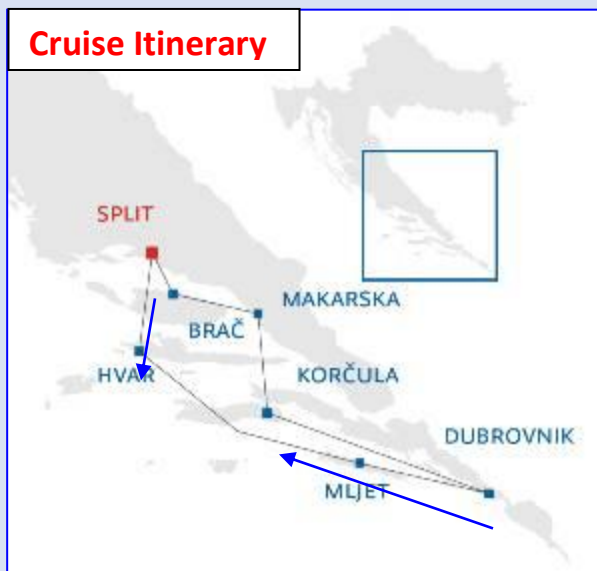 Cruise Itinerary
SPLIT
MAKARSKA
BRAČ
HVAR
KORČULA
DUBROVNIK
MLJET